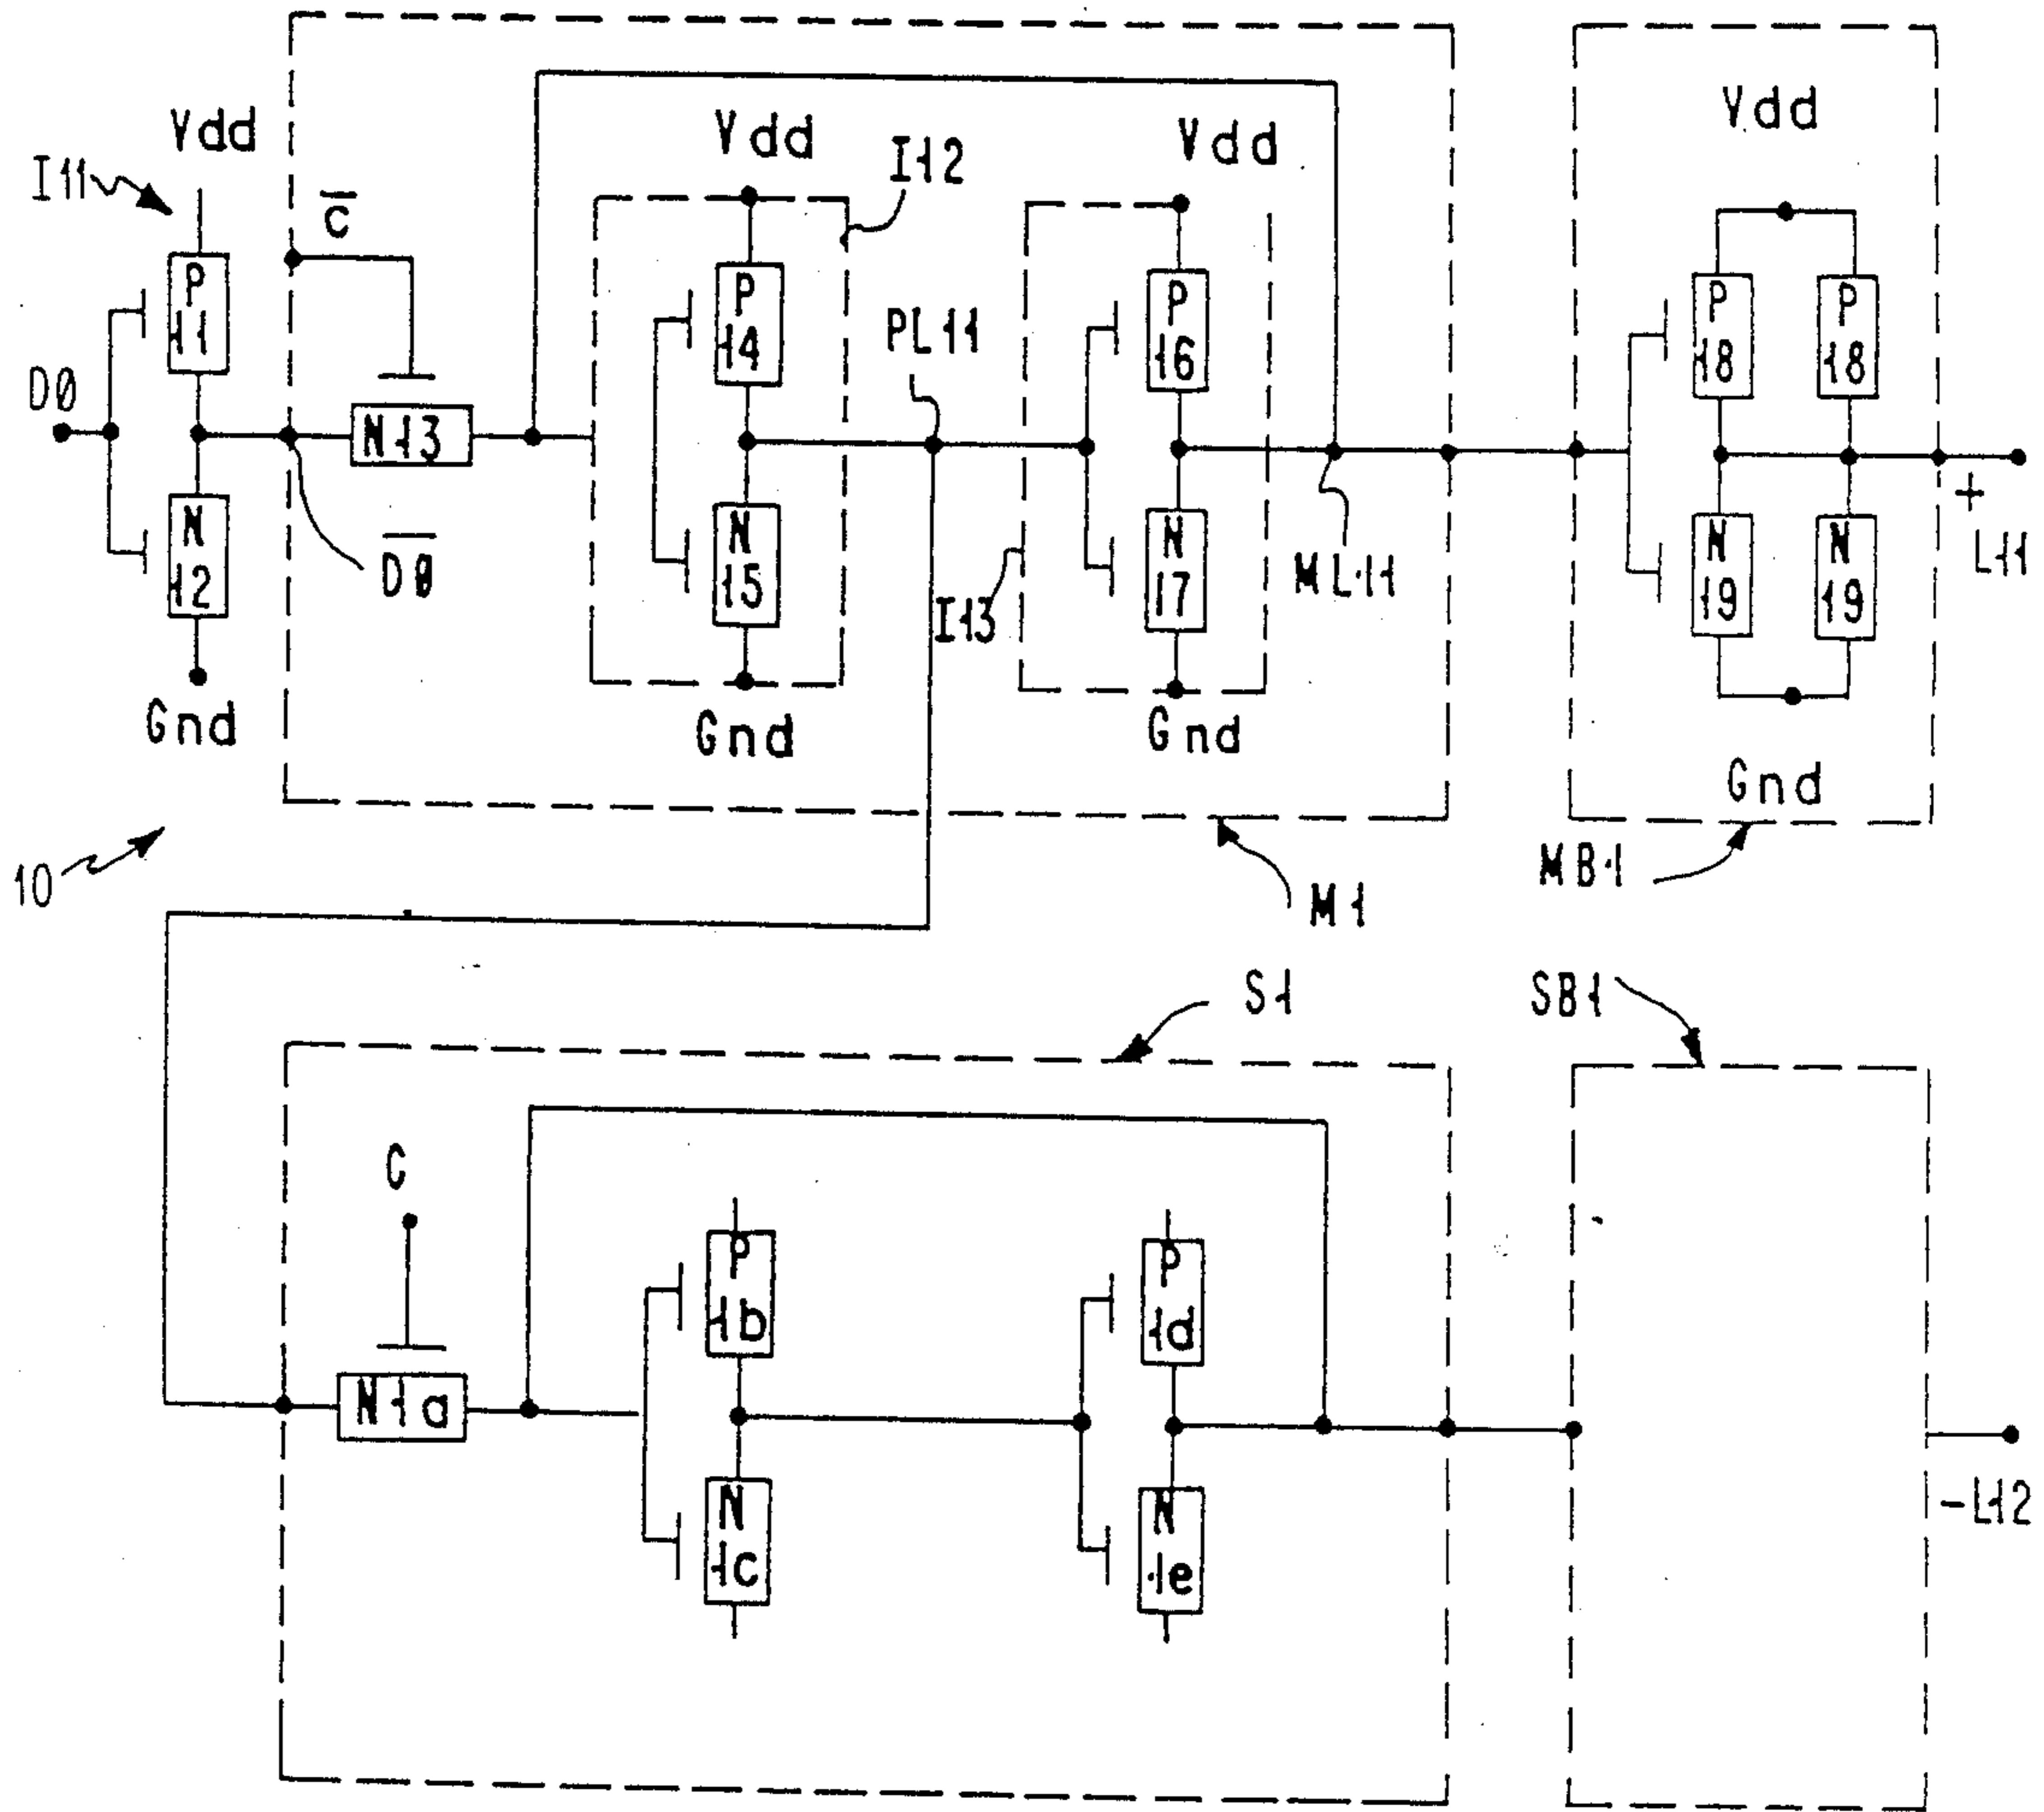 Vdd
I11
C̅
Vdd
I12
Vdd
Vdd
P
11
P
14
PL11
P
16
P
18
P
18
D0
N13
N
12
D̅0̅
N
15
I13
N
17
ML11
N
19
N
19
+
L11
Gnd
Gnd
Gnd
Gnd
10
M1
MB1
S1
SB1
C
P
1b
P
1d
N1a
N
1c
N
1e
-L12